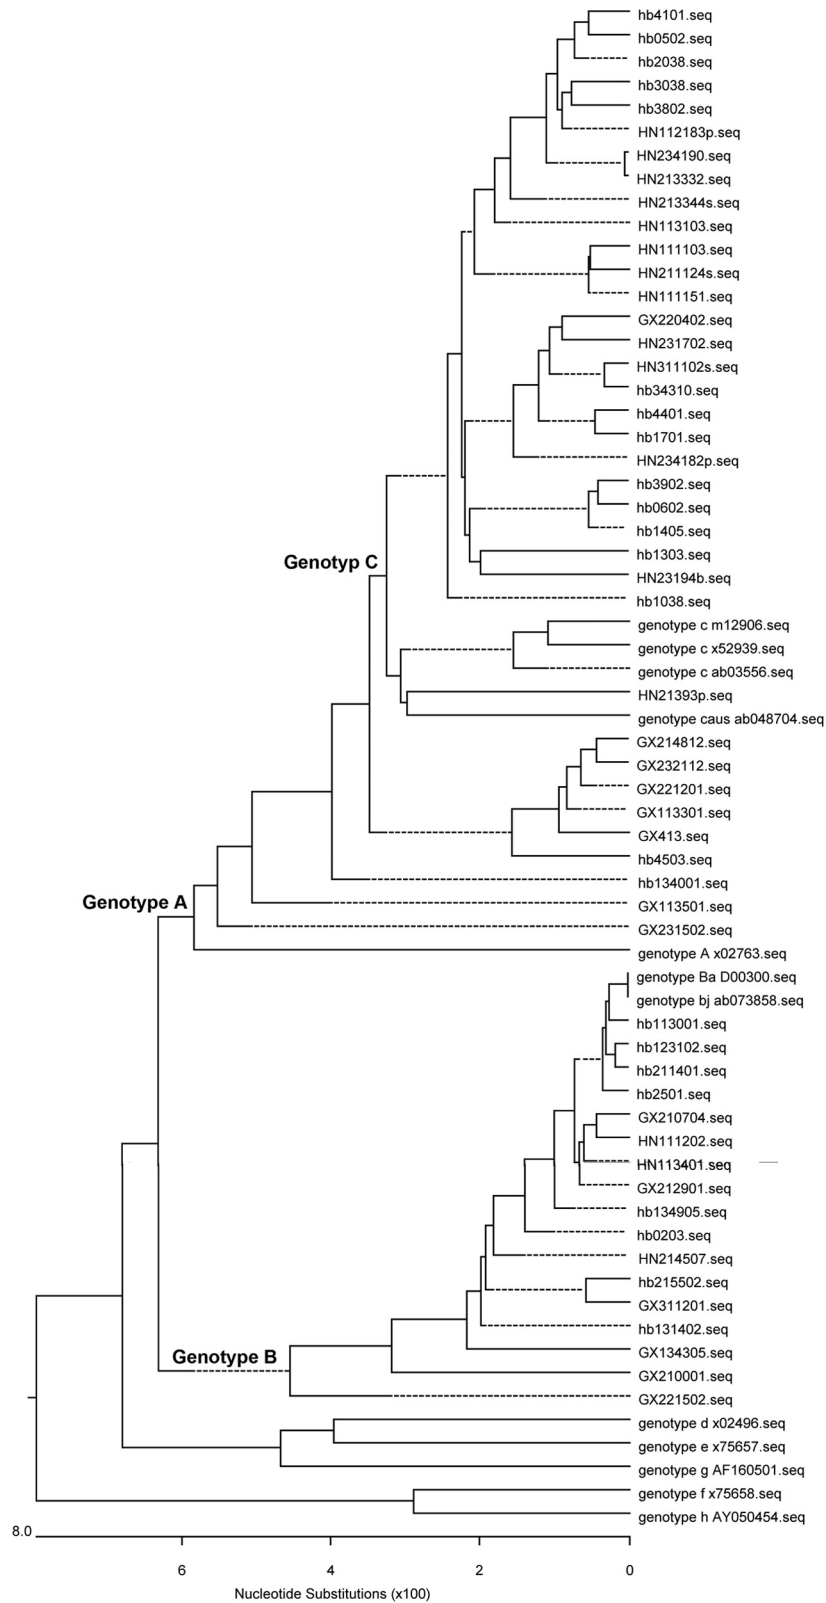 hb4101.seq
hb0502.seq
hb2038.seq
hb3038.seq
hb3802.seq
HN112183p.seq
HN234190.seq
HN213332.seq
HN213344s.seq
HN113103.seq
HN111103.seq
HN211124s.seq
HN111151.seq
GX220402.seq
HN231702.seq
HN311102s.seq
hb34310.seq
hb4401.seq
hb1701.seq
HN234182p.seq
hb3902.seq
hb0602.seq
hb1405.seq
hb1303.seq
Genotyp C
HN23194b.seq
hb1038.seq
genotype c m12906.seq
genotype c x52939.seq
genotype c ab03556.seq
HN21393p.seq
genotype caus ab048704.seq
GX214812.seq
GX232112.seq
GX221201.seq
GX113301.seq
GX413.seq
hb4503.seq
hb134001.seq
Genotype A
GX113501.seq
GX231502.seq
genotype A x02763.seq
genotype Ba D00300.seq
genotype bj ab073858.seq
hb113001.seq
hb123102.seq
hb211401.seq
hb2501.seq
GX210704.seq
HN111202.seq
HN113401.seq
GX212901.seq
hb134905.seq
hb0203.seq
HN214507.seq
hb215502.seq
GX311201.seq
hb131402.seq
GX134305.seq
Genotype B
GX210001.seq
GX221502.seq
genotype d x02496.seq
genotype e x75657.seq
genotype g AF160501.seq
genotype f x75658.seq
genotype h AY050454.seq
8.0
6 4 2 0
Nucleotide Substitutions (x100)